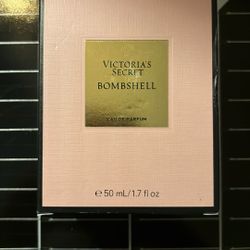 VICTORIA'S
SECRET
BOMBSHELL
EAU DE PARFUM
℮ 50 mL/1.7 fl oz